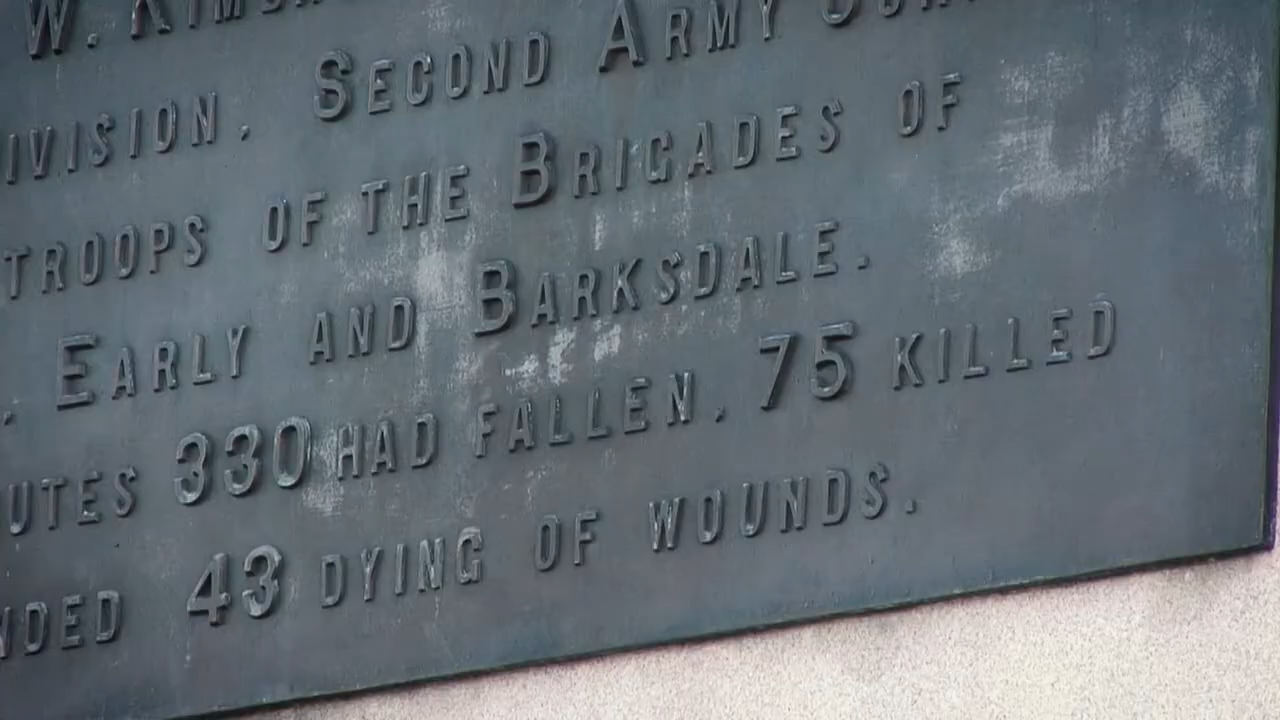 W.
IVISION. SECOND ARMY
TROOPS OF THE BRIGADES OF
. EARLY AND BARKSDALE.
UTES 330 HAD FALLEN. 75 KILLED
NDED 43 DYING OF WOUNDS.